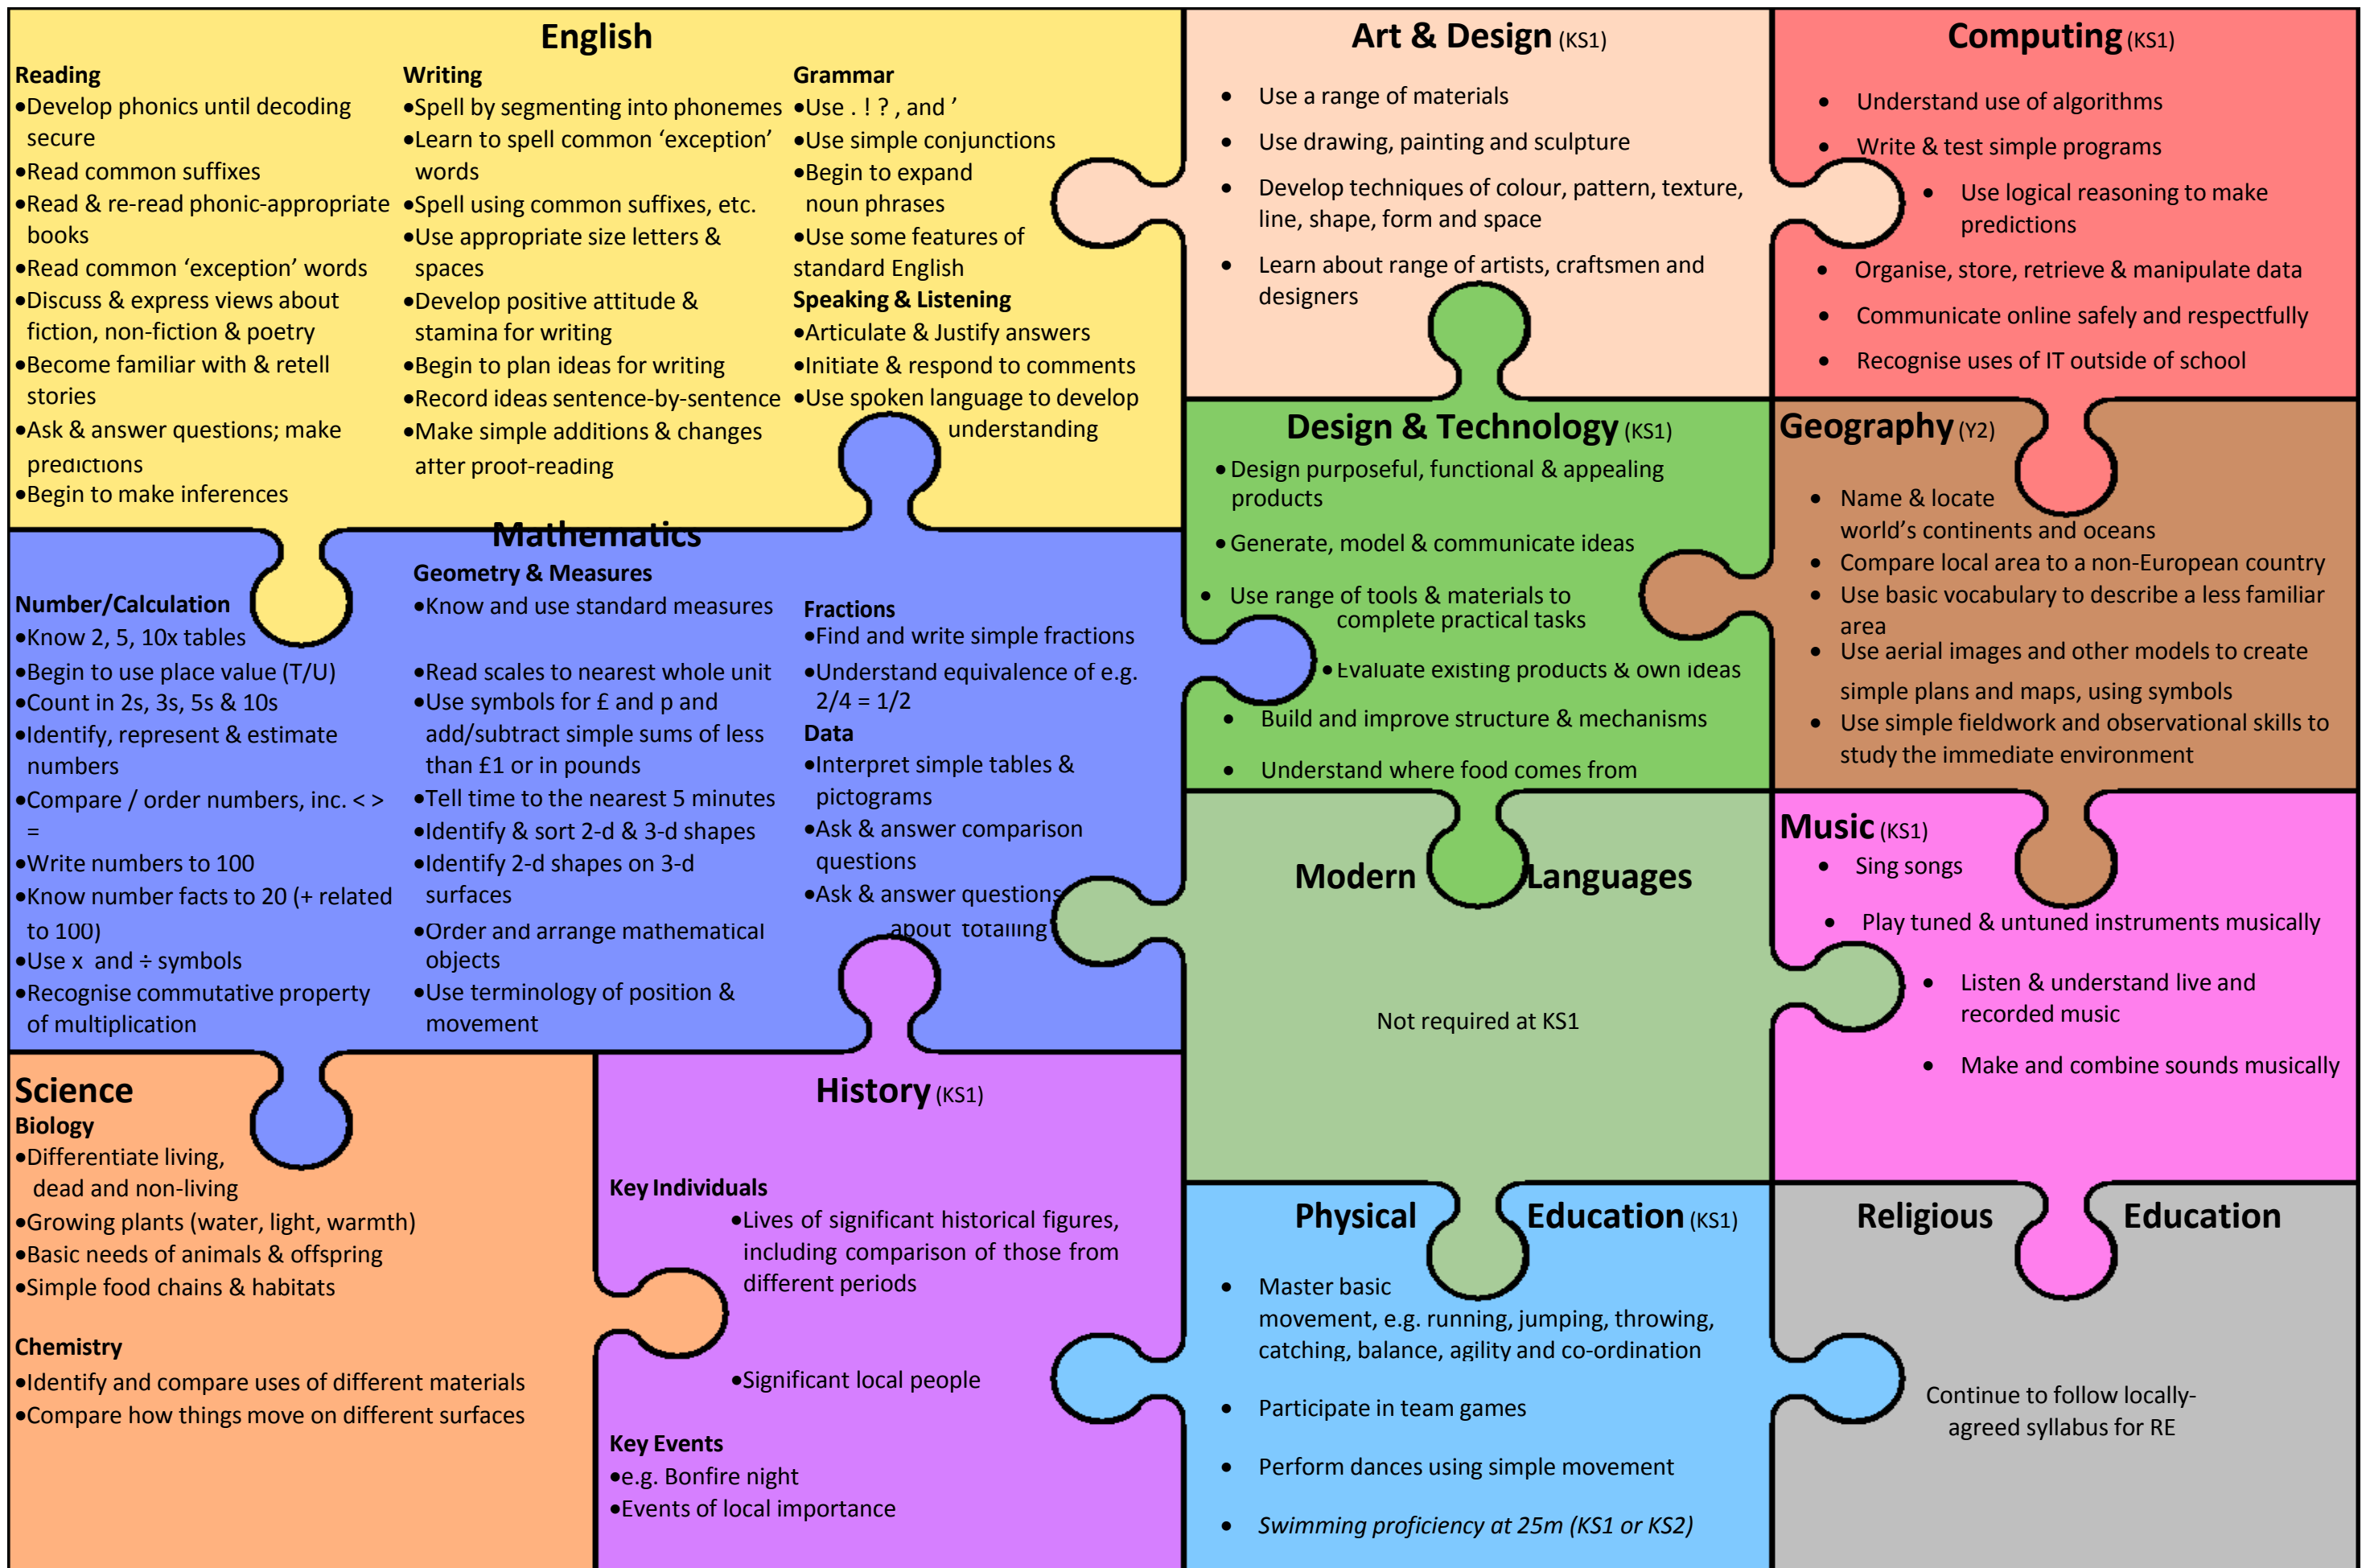 English
Reading
•Develop phonics until decoding
secure
•Read common suffixes
•Read & re-read phonic-appropriate
books
•Read common ‘exception’ words
•Discuss & express views about
fiction, non-fiction & poetry
•Become familiar with & retell
stories
•Ask & answer questions; make
predictions
•Begin to make inferences
Writing
•Spell by segmenting into phonemes
•Learn to spell common ‘exception’
words
•Spell using common suffixes, etc.
•Use appropriate size letters &
spaces
•Develop positive attitude &
stamina for writing
•Begin to plan ideas for writing
•Record ideas sentence-by-sentence
•Make simple additions & changes
after proof-reading
Grammar
•Use . ! ? , and ’
•Use simple conjunctions
•Begin to expand
noun phrases
•Use some features of
standard English
Speaking & Listening
•Articulate & Justify answers
•Initiate & respond to comments
•Use spoken language to develop
understanding
Art & Design (KS1)
• Use a range of materials
• Use drawing, painting and sculpture
• Develop techniques of colour, pattern, texture,
line, shape, form and space
• Learn about range of artists, craftsmen and
designers
Computing (KS1)
• Understand use of algorithms
• Write & test simple programs
• Use logical reasoning to make
predictions
• Organise, store, retrieve & manipulate data
• Communicate online safely and respectfully
• Recognise uses of IT outside of school
Mathematics
Number/Calculation
•Know 2, 5, 10x tables
•Begin to use place value (T/U)
•Count in 2s, 3s, 5s & 10s
•Identify, represent & estimate
numbers
•Compare / order numbers, inc. < >
=
•Write numbers to 100
•Know number facts to 20 (+ related
to 100)
•Use x and ÷ symbols
•Recognise commutative property
of multiplication
Geometry & Measures
•Know and use standard measures
•Read scales to nearest whole unit
•Use symbols for £ and p and
add/subtract simple sums of less
than £1 or in pounds
•Tell time to the nearest 5 minutes
•Identify & sort 2-d & 3-d shapes
•Identify 2-d shapes on 3-d
surfaces
•Order and arrange mathematical
objects
•Use terminology of position &
movement
Fractions
•Find and write simple fractions
•Understand equivalence of e.g.
2/4 = 1/2
Data
•Interpret simple tables &
pictograms
•Ask & answer comparison
questions
•Ask & answer questions
about totalling
Design & Technology (KS1)
• Design purposeful, functional & appealing
products
• Generate, model & communicate ideas
• Use range of tools & materials to
complete practical tasks
• Evaluate existing products & own ideas
• Build and improve structure & mechanisms
• Understand where food comes from
Geography (Y2)
• Name & locate
world’s continents and oceans
• Compare local area to a non-European country
• Use basic vocabulary to describe a less familiar
area
• Use aerial images and other models to create
simple plans and maps, using symbols
• Use simple fieldwork and observational skills to
study the immediate environment
Modern Languages
Not required at KS1
Music (KS1)
• Sing songs
• Play tuned & untuned instruments musically
• Listen & understand live and
recorded music
• Make and combine sounds musically
Science
Biology
•Differentiate living,
dead and non-living
•Growing plants (water, light, warmth)
•Basic needs of animals & offspring
•Simple food chains & habitats
Chemistry
•Identify and compare uses of different materials
•Compare how things move on different surfaces
History (KS1)
Key Individuals
•Lives of significant historical figures,
including comparison of those from
different periods
•Significant local people
Key Events
•e.g. Bonfire night
•Events of local importance
Physical Education (KS1)
• Master basic
movement, e.g. running, jumping, throwing,
catching, balance, agility and co-ordination
• Participate in team games
• Perform dances using simple movement
• Swimming proficiency at 25m (KS1 or KS2)
Religious Education
Continue to follow locally-
agreed syllabus for RE